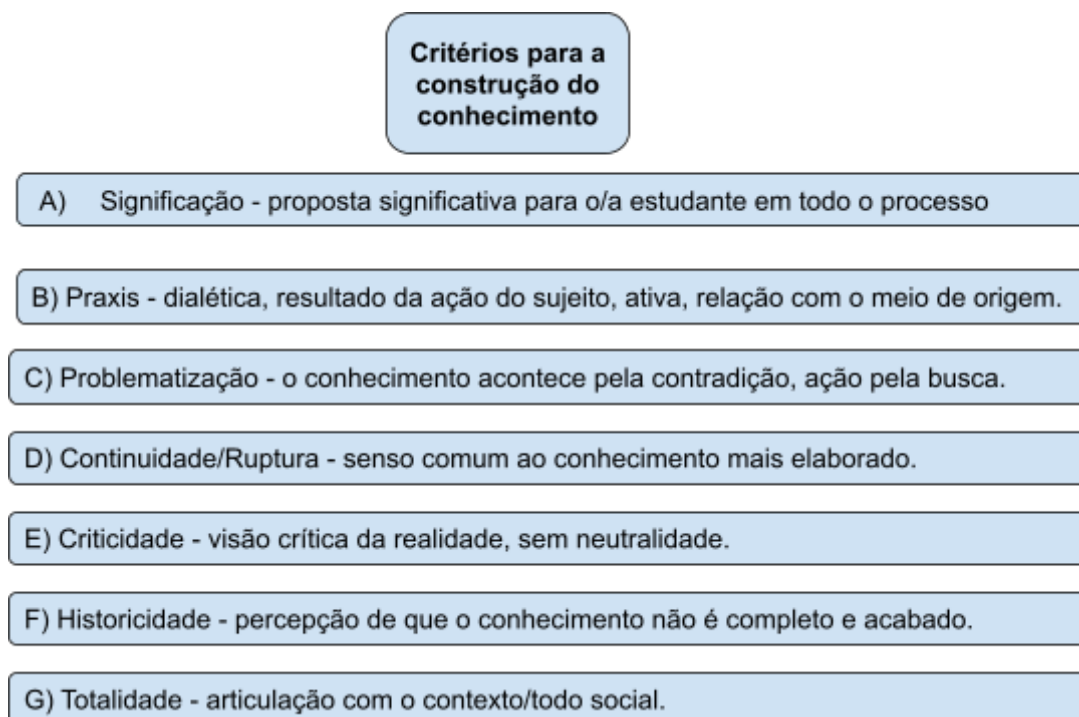 Critérios para a
construção do
conhecimento
A) Significação - proposta significativa para o/a estudante em todo o processo
B) Praxis - dialética, resultado da ação do sujeito, ativa, relação com o meio de origem.
C) Problematização - o conhecimento acontece pela contradição, ação pela busca.
D) Continuidade/Ruptura - senso comum ao conhecimento mais elaborado.
E) Criticidade - visão crítica da realidade, sem neutralidade.
F) Historicidade - percepção de que o conhecimento não é completo e acabado.
G) Totalidade - articulação com o contexto/todo social.